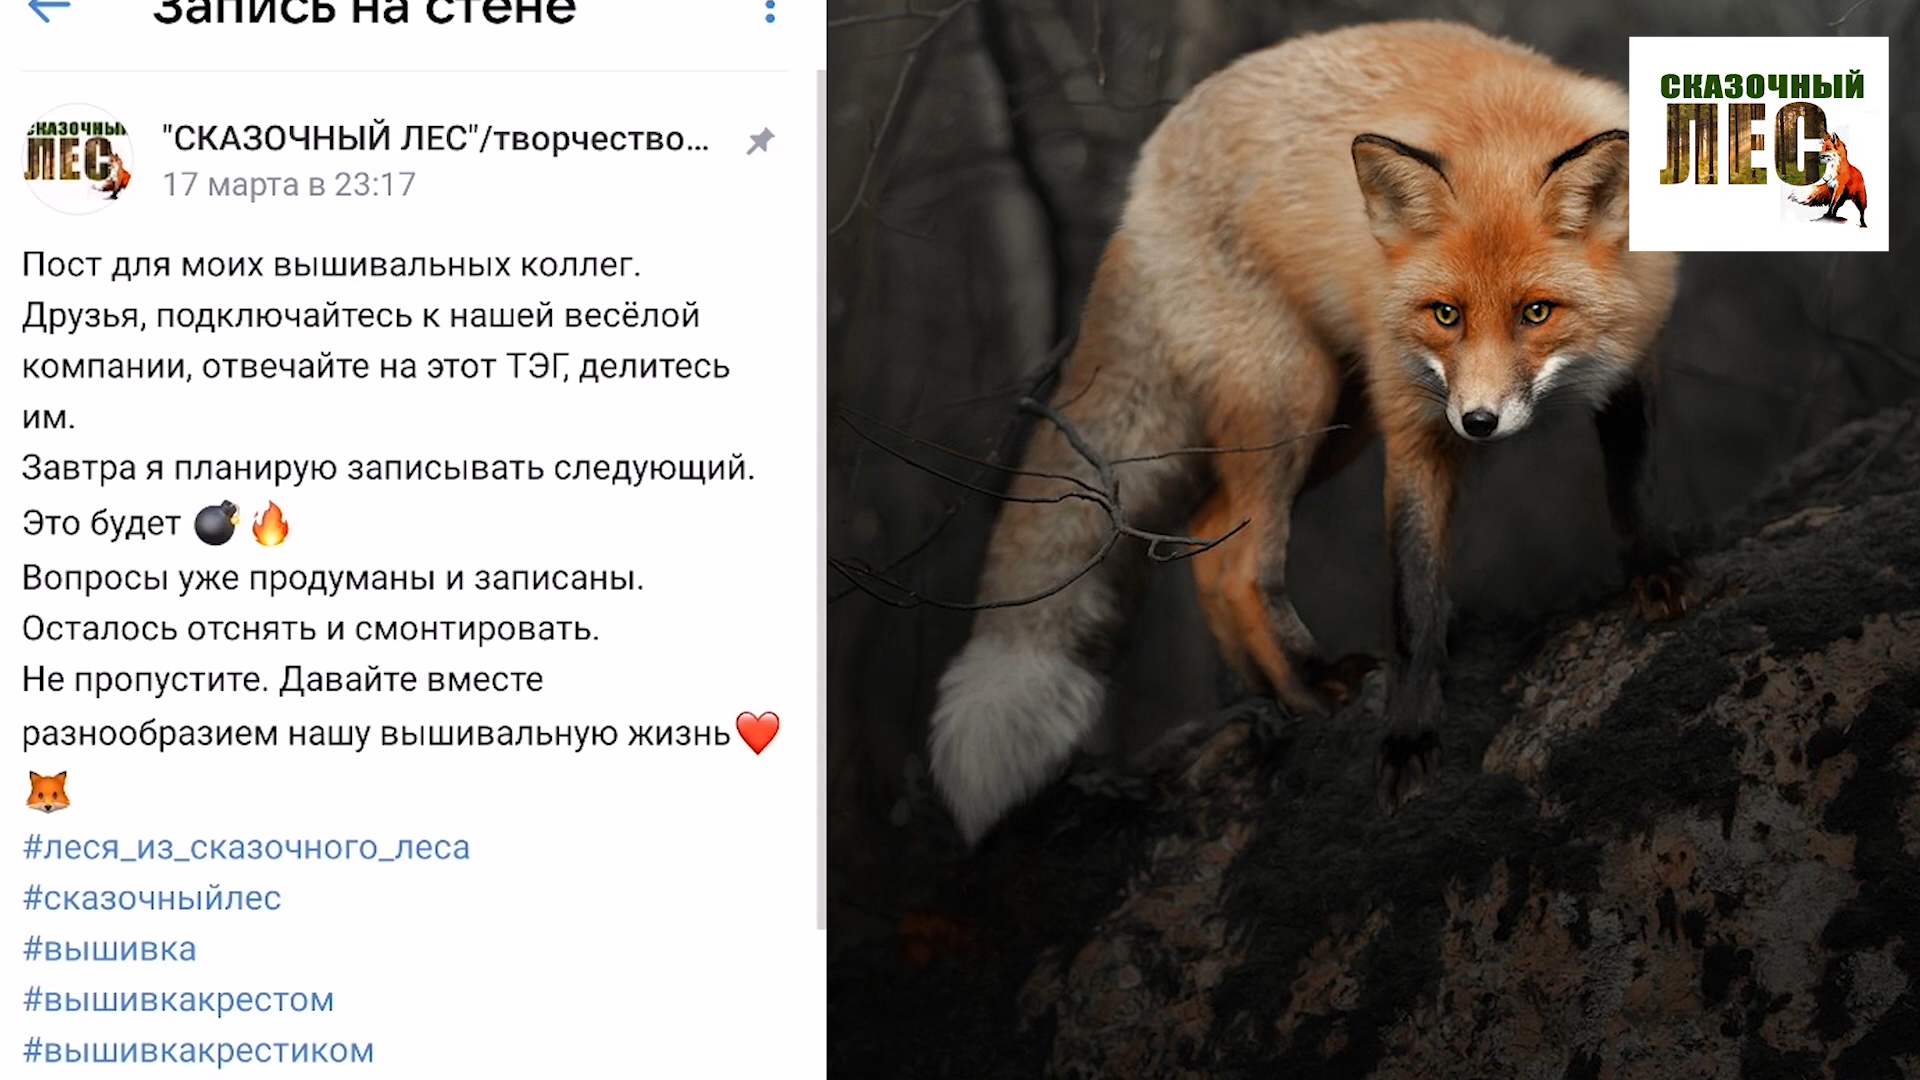 Запись на стене
"СКАЗОЧНЫЙ ЛЕС"/творчество...
17 марта в 23:17
Пост для моих вышивальных коллег.
Друзья, подключайтесь к нашей весёлой
компании, отвечайте на этот ТЭГ, делитесь
им.
Завтра я планирую записывать следующий.
Это будет 💣🔥
Вопросы уже продуманы и записаны.
Осталось отснять и смонтировать.
Не пропустите. Давайте вместе
разнообразием нашу вышивальную жизнь❤️
🦊
#леся_из_сказочного_леса
#сказочныйлес
#вышивка
#вышивкакрестом
#вышивкакрестиком
СКАЗОЧНЫЙ
ЛЕС
СКАЗОЧНЫЙ
ЛЕС